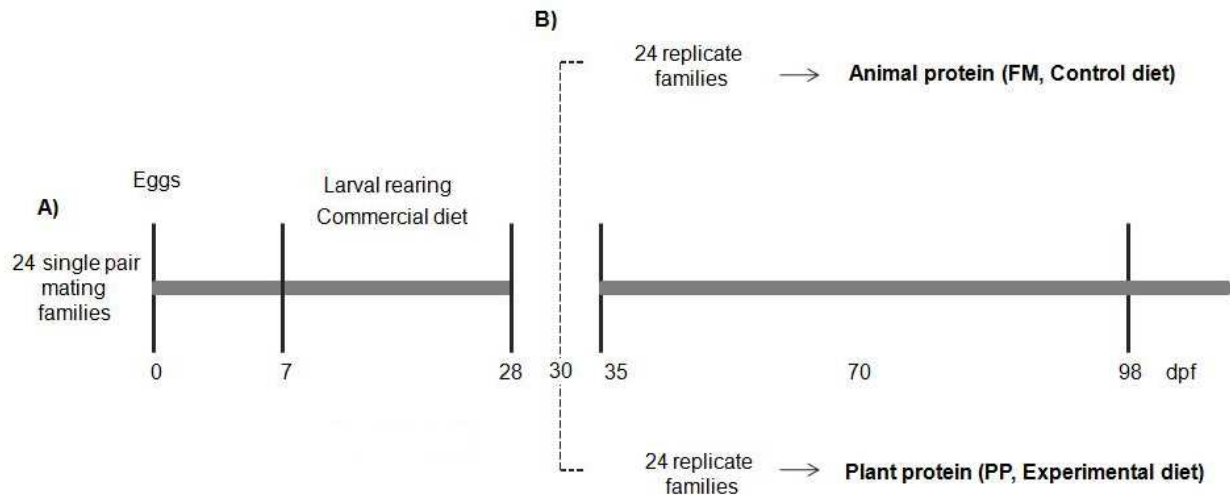 B)
24 replicate
families
Animal protein (FM, Control diet)
Eggs
Larval rearing
Commercial diet
A)
24 single pair
mating
families
0 7 28 30 35 70 98 dpf
24 replicate
families
Plant protein (PP, Experimental diet)